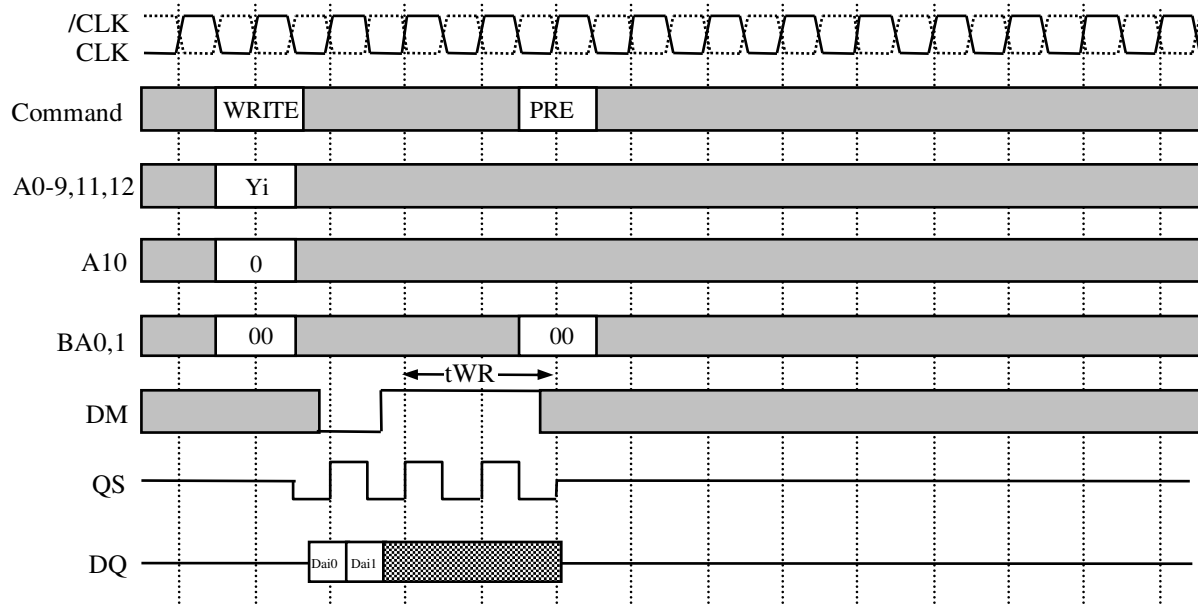 /CLK
CLK
Command WRITE PRE
A0-9,11,12 Yi
A10 0
BA0,1 00 00
tWR
DM
QS
DQ Dai0 Dai1